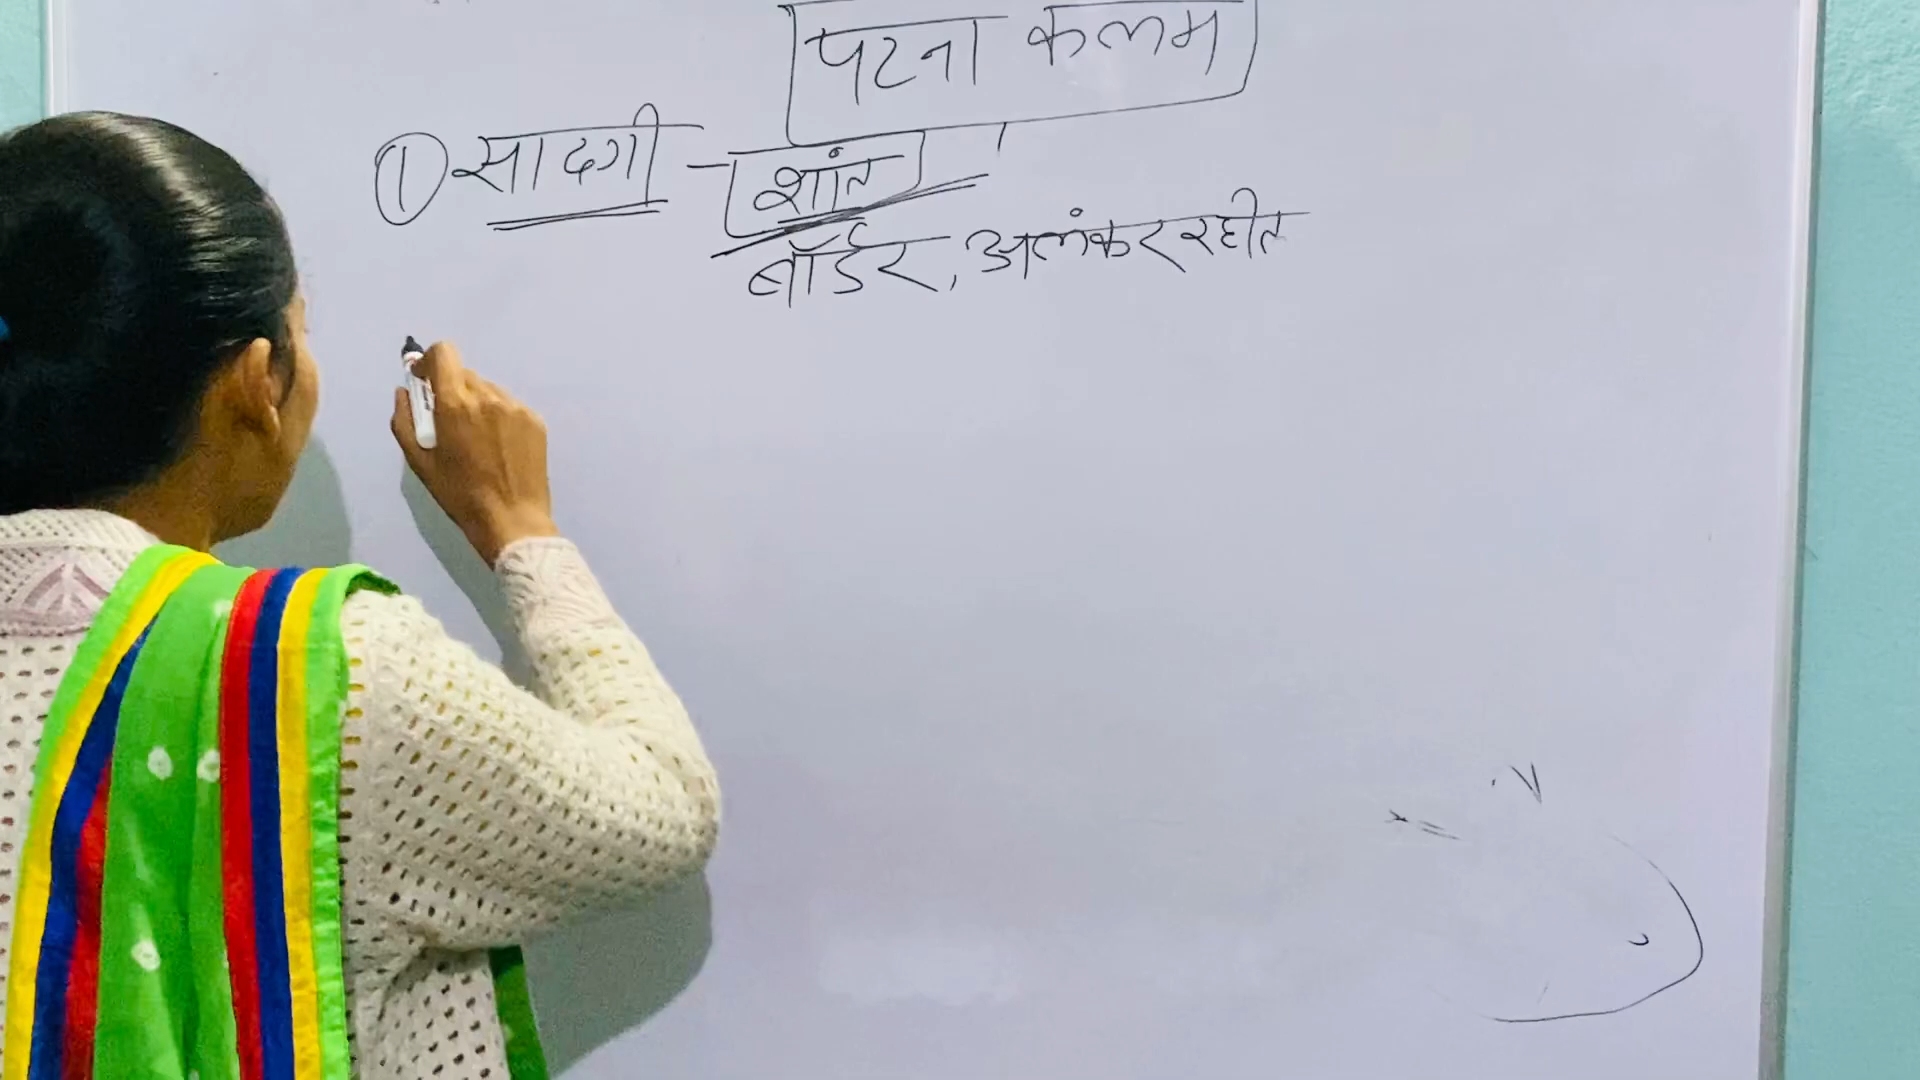 पटना कलम
① सादगी - शांत
बॉर्डर, अलंकर रहीत